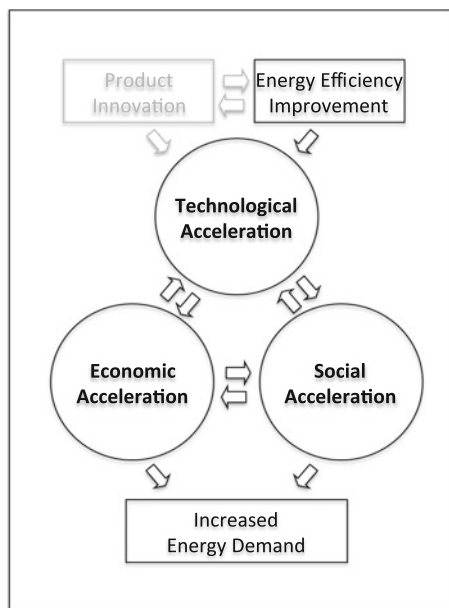 Product
Innovation
Energy Efficiency
Improvement
Technological
Acceleration
Economic
Acceleration
Social
Acceleration
Increased
Energy Demand